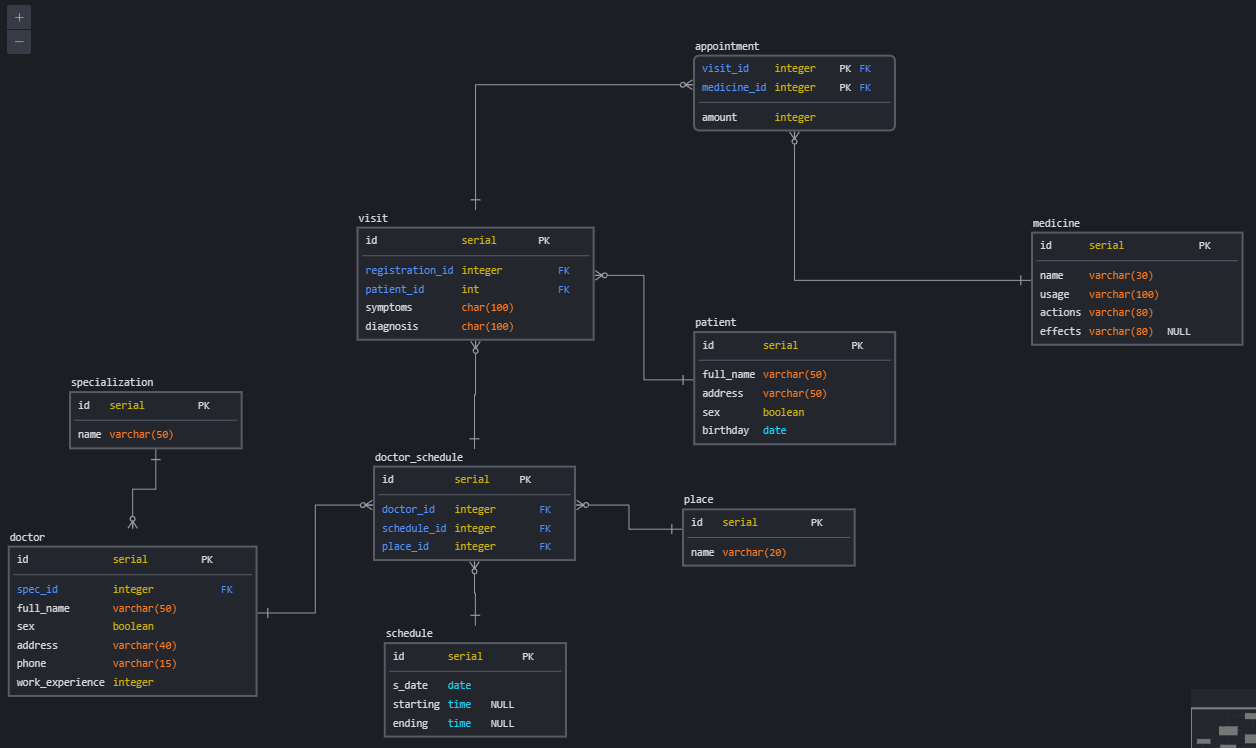 +
−
appointment
visit_id integer PK FK
medicine_id integer PK FK
amount integer
visit
id serial PK
registration_id integer FK
patient_id int FK
symptoms char(100)
diagnosis char(100)
medicine
id serial PK
name varchar(30)
usage varchar(100)
actions varchar(80)
effects varchar(80) NULL
patient
id serial PK
full_name varchar(50)
address varchar(50)
sex boolean
birthday date
specialization
id serial PK
name varchar(50)
doctor_schedule
id serial PK
doctor_id integer FK
schedule_id integer FK
place_id integer FK
place
id serial PK
name varchar(20)
doctor
id serial PK
spec_id integer FK
full_name varchar(50)
sex boolean
address varchar(40)
phone varchar(15)
work_experience integer
schedule
id serial PK
s_date date
starting time NULL
ending time NULL